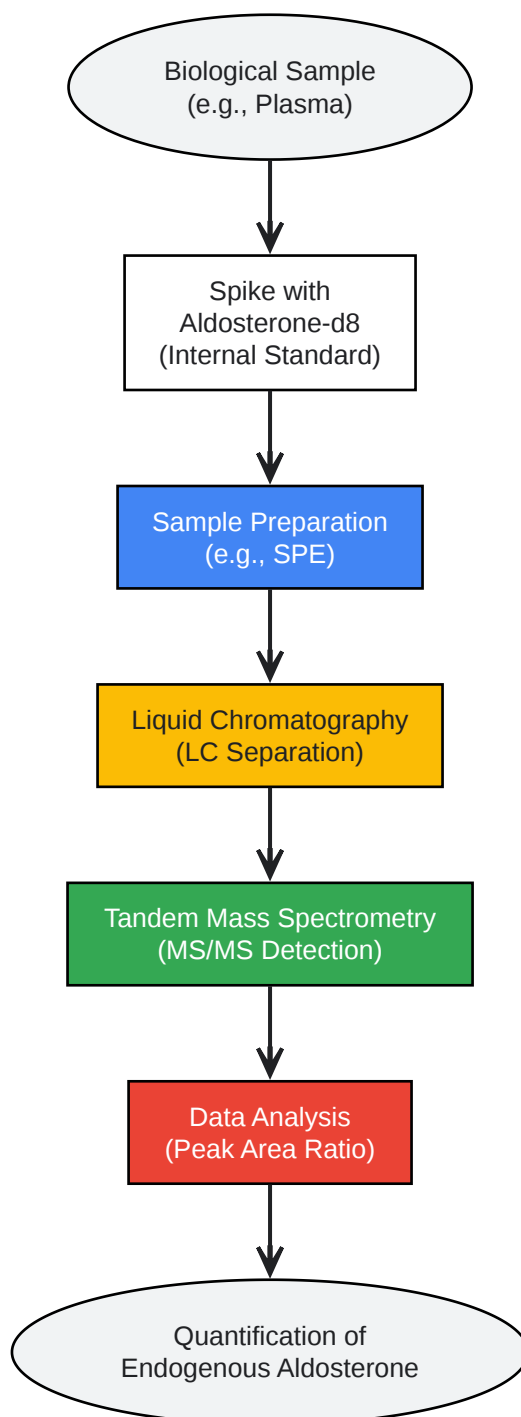 Biological Sample
(e.g., Plasma)
Spike with
Aldosterone-d8
(Internal Standard)
Sample Preparation
(e.g., SPE)
Liquid Chromatography
(LC Separation)
Tandem Mass Spectrometry
(MS/MS Detection)
Data Analysis
(Peak Area Ratio)
Quantification of
Endogenous Aldosterone